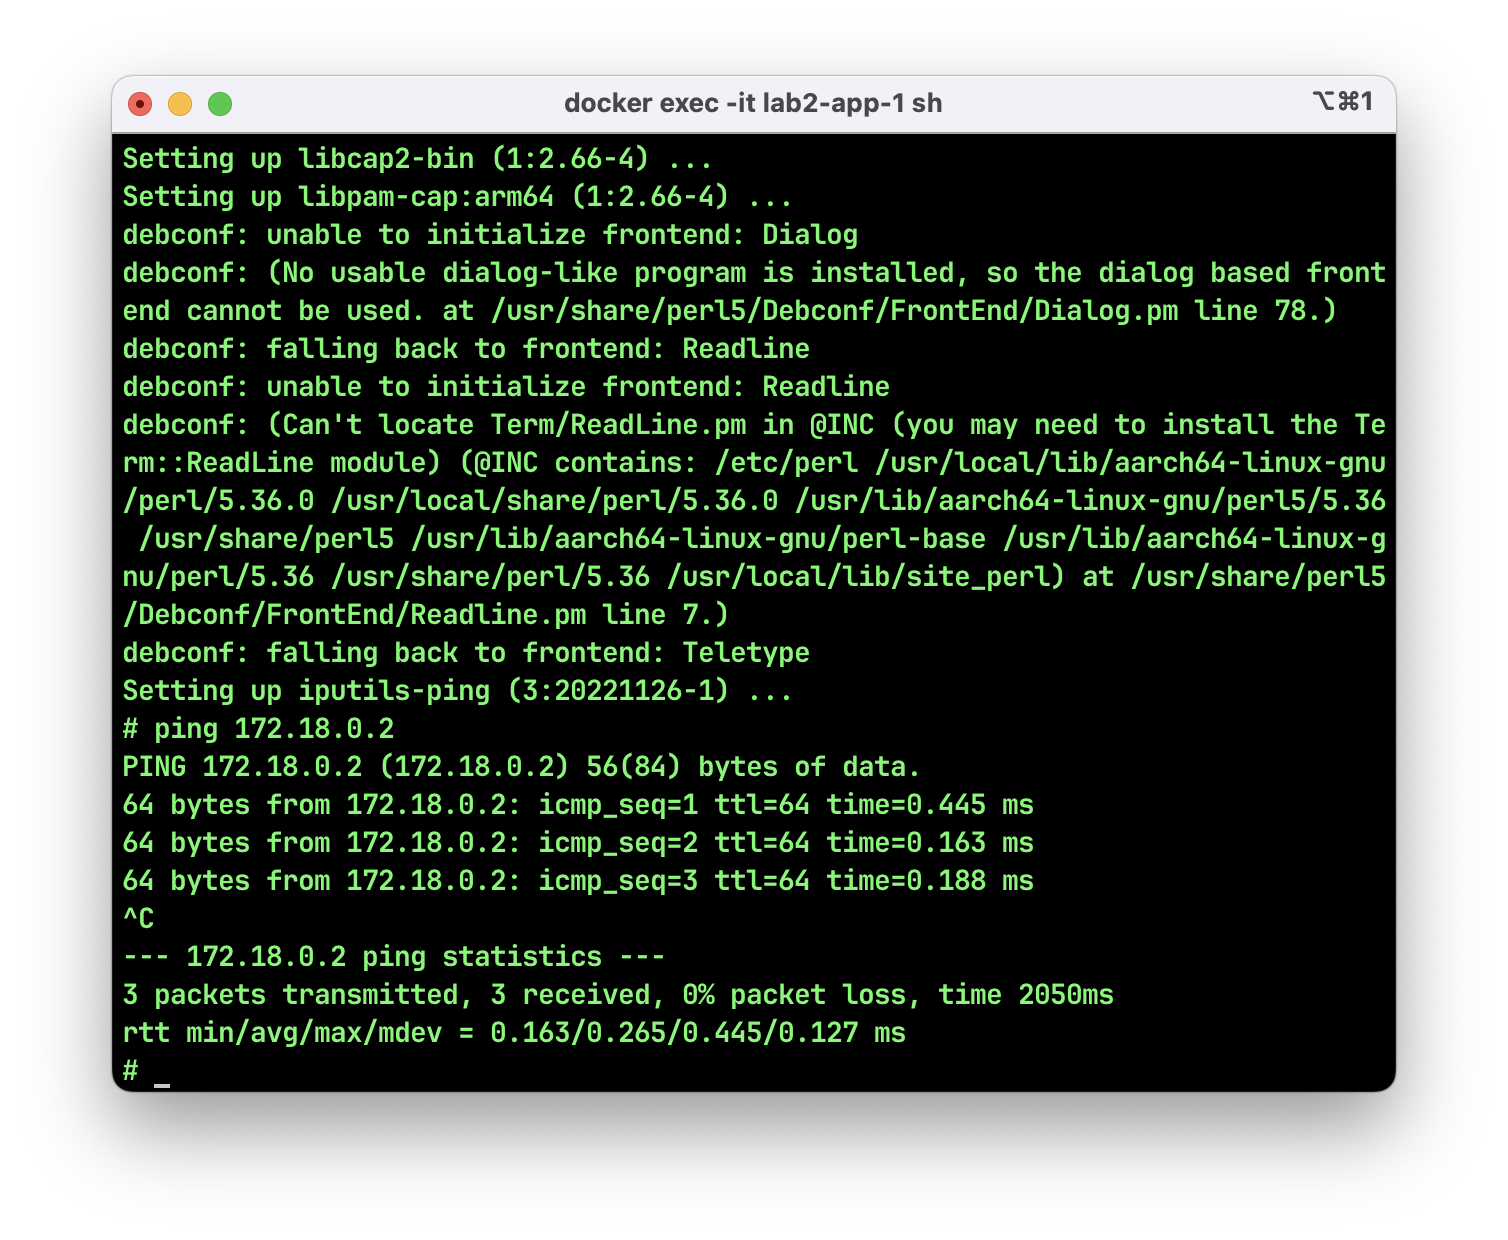 docker exec -it lab2-app-1 sh
⌥⌘1
Setting up libcap2-bin (1:2.66-4) ...
Setting up libpam-cap:arm64 (1:2.66-4) ...
debconf: unable to initialize frontend: Dialog
debconf: (No usable dialog-like program is installed, so the dialog based front
end cannot be used. at /usr/share/perl5/Debconf/FrontEnd/Dialog.pm line 78.)
debconf: falling back to frontend: Readline
debconf: unable to initialize frontend: Readline
debconf: (Can't locate Term/ReadLine.pm in @INC (you may need to install the Te
rm::ReadLine module) (@INC contains: /etc/perl /usr/local/lib/aarch64-linux-gnu
/perl/5.36.0 /usr/local/share/perl/5.36.0 /usr/lib/aarch64-linux-gnu/perl5/5.36
 /usr/share/perl5 /usr/lib/aarch64-linux-gnu/perl-base /usr/lib/aarch64-linux-g
nu/perl/5.36 /usr/share/perl/5.36 /usr/local/lib/site_perl) at /usr/share/perl5
/Debconf/FrontEnd/Readline.pm line 7.)
debconf: falling back to frontend: Teletype
Setting up iputils-ping (3:20221126-1) ...
# ping 172.18.0.2
PING 172.18.0.2 (172.18.0.2) 56(84) bytes of data.
64 bytes from 172.18.0.2: icmp_seq=1 ttl=64 time=0.445 ms
64 bytes from 172.18.0.2: icmp_seq=2 ttl=64 time=0.163 ms
64 bytes from 172.18.0.2: icmp_seq=3 ttl=64 time=0.188 ms
^C
--- 172.18.0.2 ping statistics ---
3 packets transmitted, 3 received, 0% packet loss, time 2050ms
rtt min/avg/max/mdev = 0.163/0.265/0.445/0.127 ms
# _